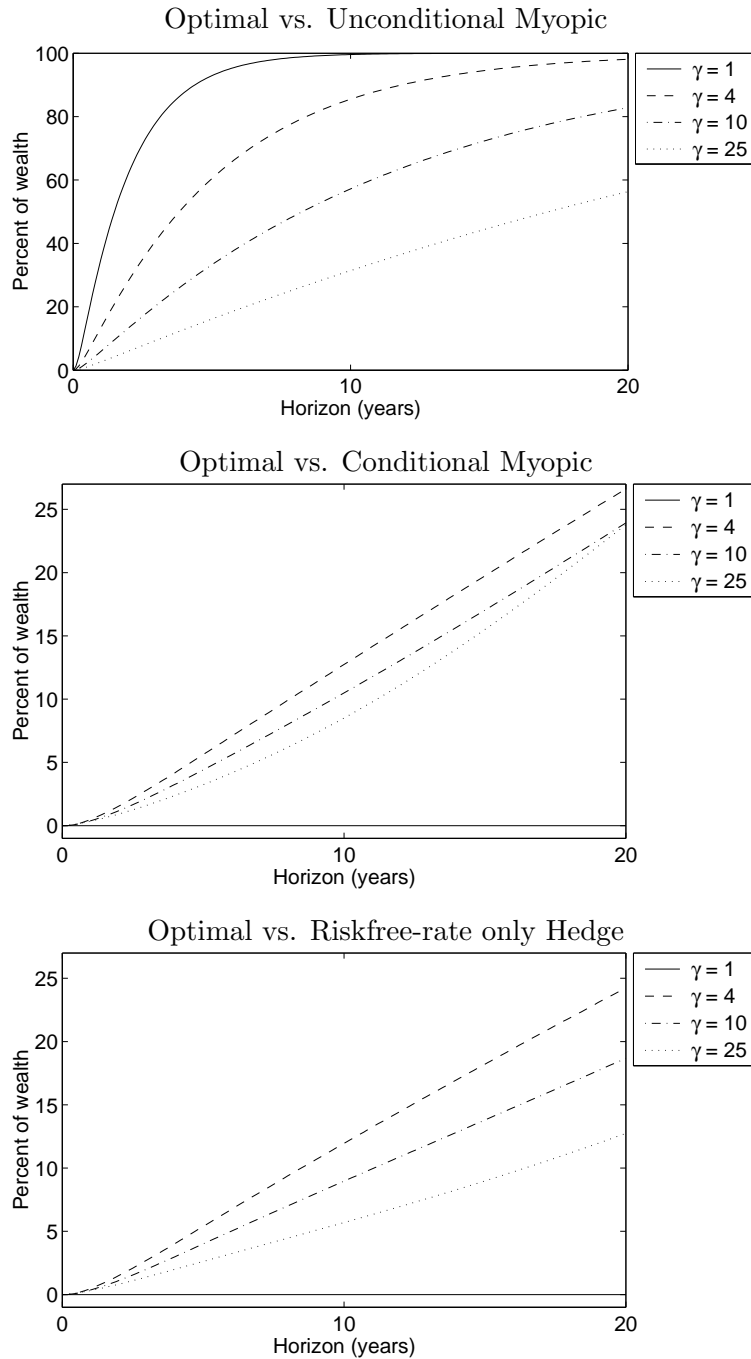 Optimal vs. Unconditional Myopic
100
80
60
40
20
0
0
10
20
Percent of wealth
Horizon (years)
γ = 1
γ = 4
γ = 10
γ = 25
Optimal vs. Conditional Myopic
25
20
15
10
5
0
0
10
20
Percent of wealth
Horizon (years)
γ = 1
γ = 4
γ = 10
γ = 25
Optimal vs. Riskfree-rate only Hedge
25
20
15
10
5
0
0
10
20
Percent of wealth
Horizon (years)
γ = 1
γ = 4
γ = 10
γ = 25